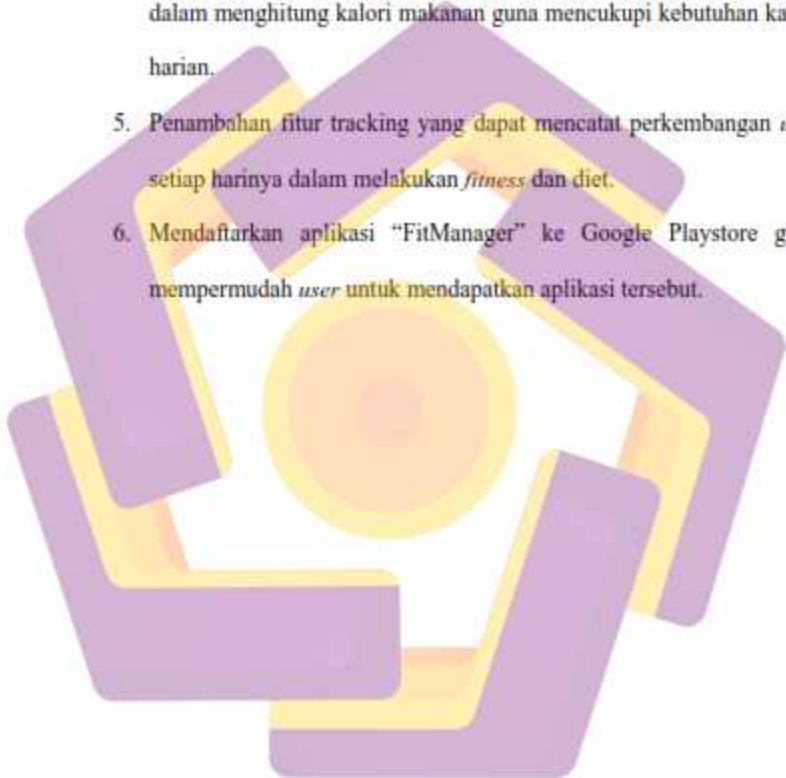 dalam menghitung kalori makanan guna mencukupi kebutuhan ka
harian.
5. Penambahan fitur tracking yang dapat mencatat perkembangan
setiap harinya dalam melakukan fitness dan diet.
6. Mendaftarkan aplikasi “FitManager” ke Google Playstore g
mempermudah user untuk mendapatkan aplikasi tersebut.